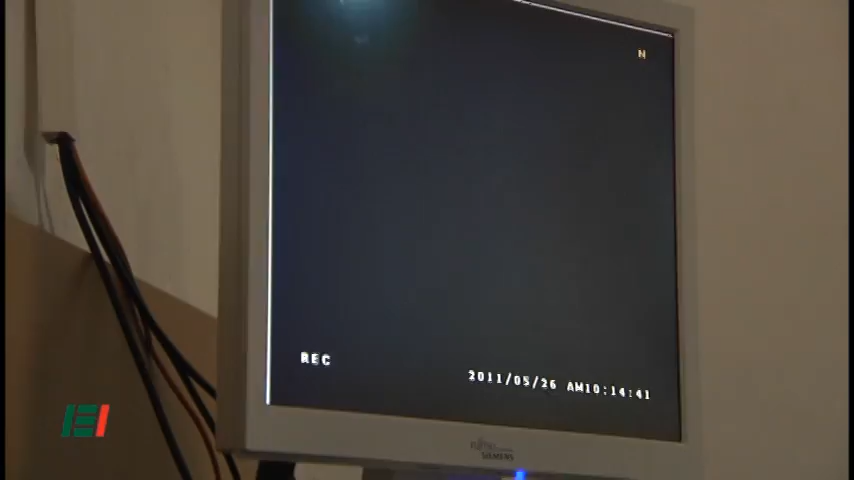 N
REC
2011/05/26 AM10:14:41
FUJITSU
SIEMENS